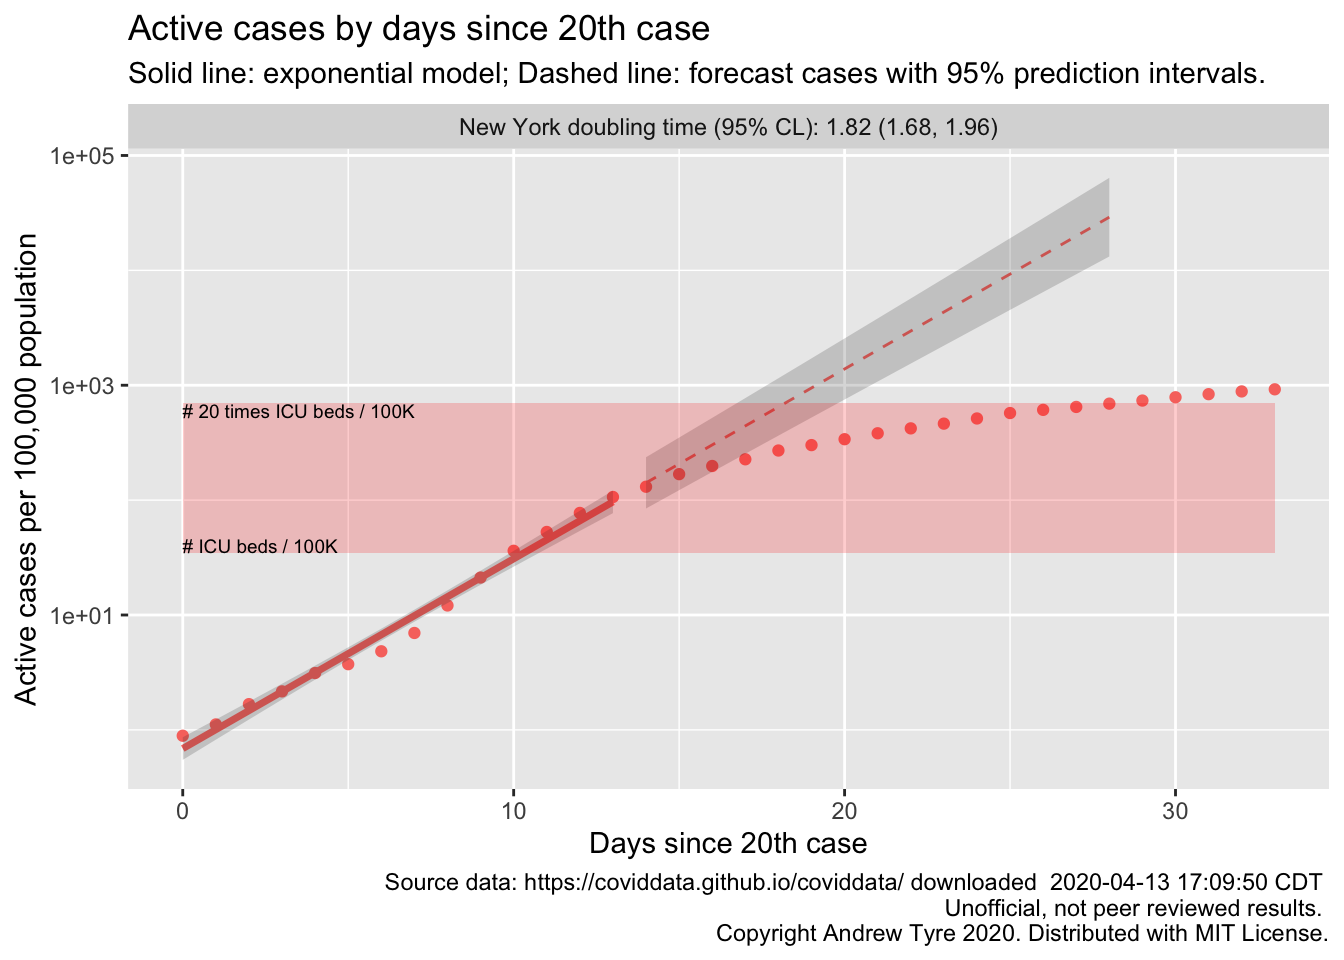 Active cases by days since 20th case
Solid line: exponential model; Dashed line: forecast cases with 95% prediction intervals.
New York doubling time (95% CL): 1.82 (1.68, 1.96)
1e+05
1e+03
1e+01
Active cases per 100,000 population
# 20 times ICU beds / 100K
# ICU beds / 100K
0
10
20
30
Days since 20th case
Source data: https://coviddata.github.io/coviddata/ downloaded  2020-04-13 17:09:50 CDT
Unofficial, not peer reviewed results.
Copyright Andrew Tyre 2020. Distributed with MIT License.